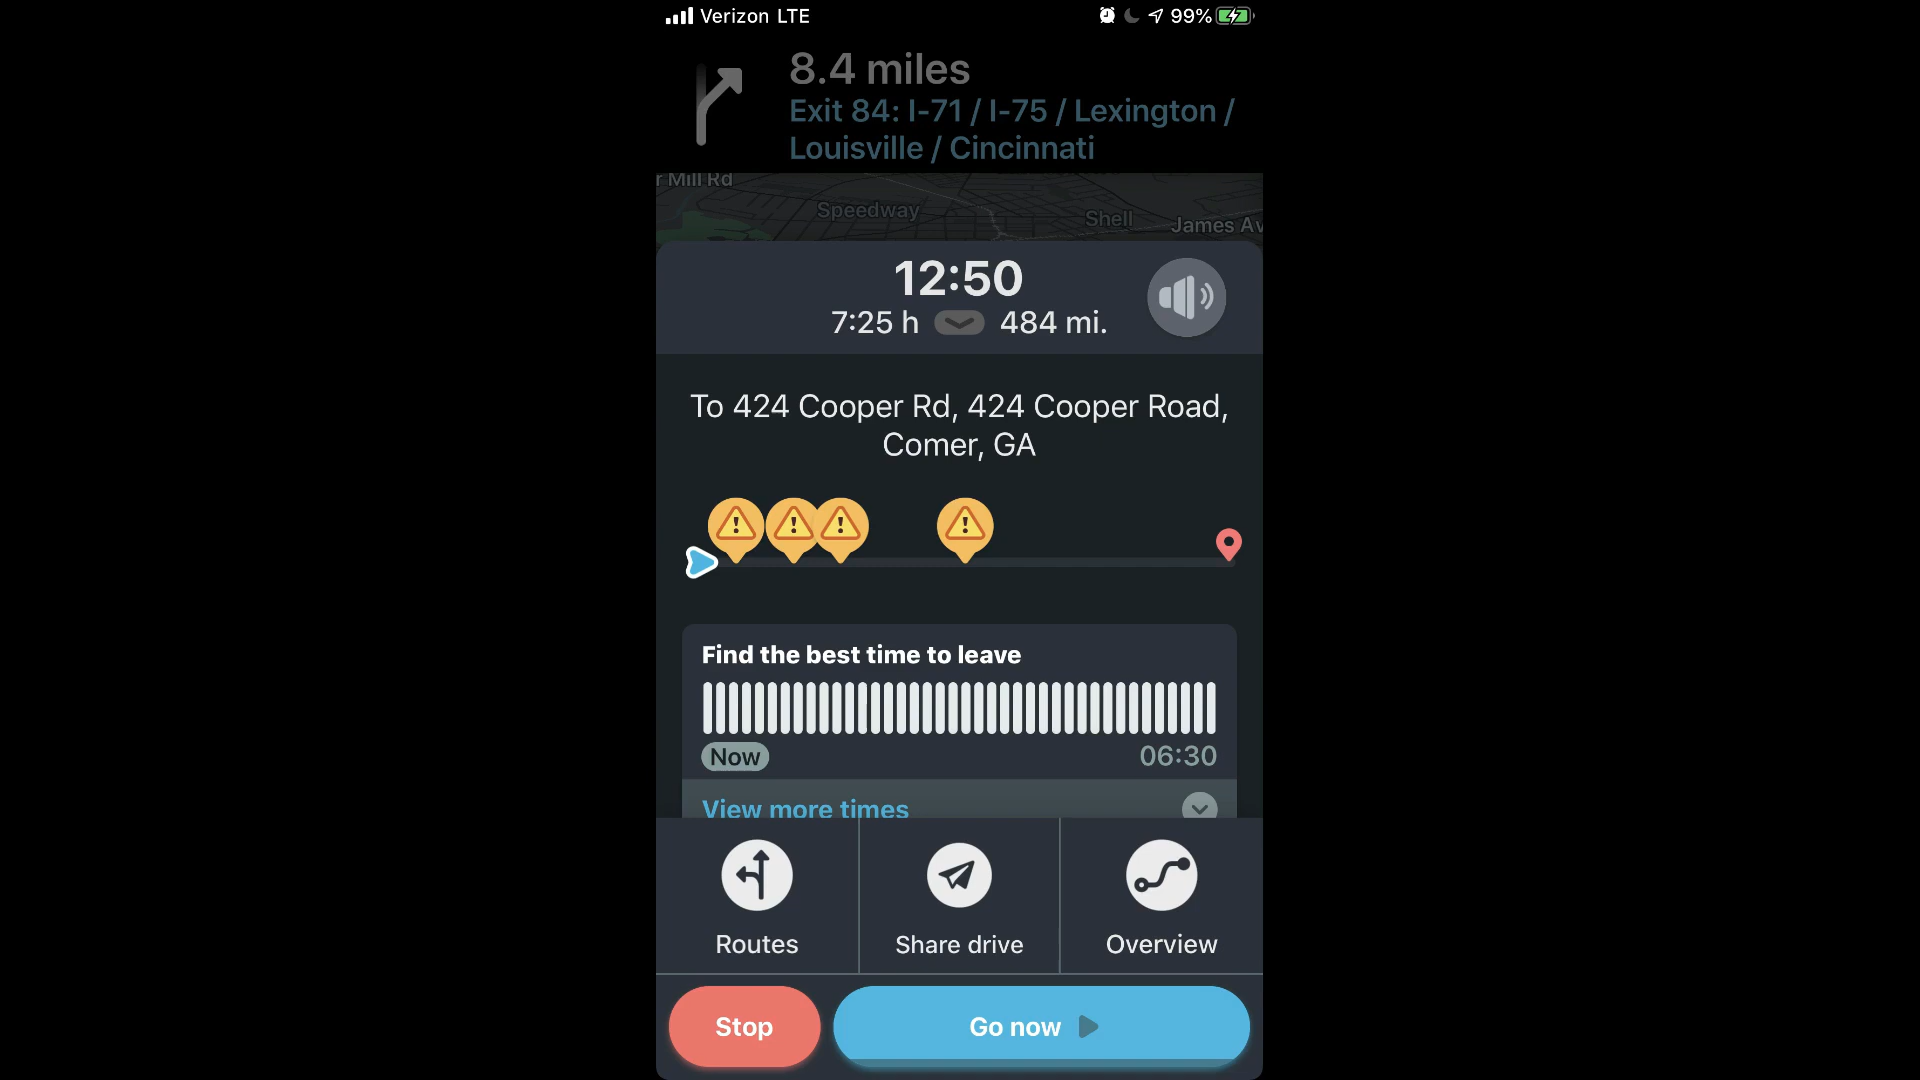 Verizon LTE
99%
8.4 miles
Exit 84: I-71 / I-75 / Lexington /
Louisville / Cincinnati
r Mill Rd
Speedway
Shell
James Av
12:50
7:25 h 484 mi.
To 424 Cooper Rd, 424 Cooper Road,
Comer, GA
Find the best time to leave
Now 06:30
View more times
Routes Share drive Overview
Stop Go now